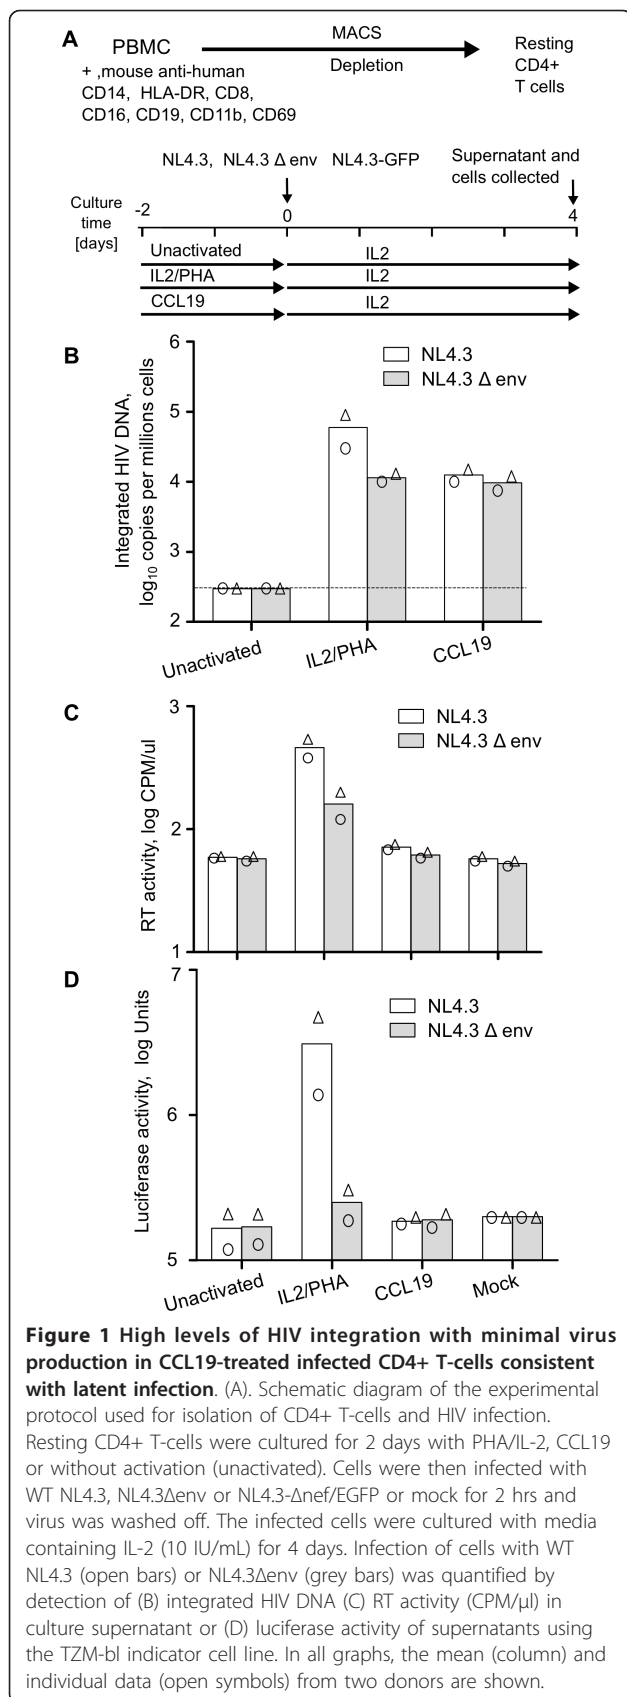 A
PBMC
MACS
Depletion
Resting
CD4+
T cells
+ ,mouse anti-human
CD14, HLA-DR, CD8,
CD16, CD19, CD11b, CD69
NL4.3, NL4.3 Δ env NL4.3-GFP
Supernatant and
cells collected
Culture
time
[days]
-2
0
4
Unactivated
IL2
IL2/PHA
IL2
CCL19
IL2
B
Integrated HIV DNA,
log10 copies per millions cells
6
5
4
3
2
NL4.3
NL4.3 Δ env
Unactivated
IL2/PHA
CCL19
C
RT activity, log CPM/ul
3
2
1
NL4.3
NL4.3 Δ env
D
Luciferase activity, log Units
7
6
5
NL4.3
NL4.3 Δ env
Unactivated
IL2/PHA
CCL19
Mock
Figure 1 High levels of HIV integration with minimal virus
production in CCL19-treated infected CD4+ T-cells consistent
with latent infection. (A). Schematic diagram of the experimental
protocol used for isolation of CD4+ T-cells and HIV infection.
Resting CD4+ T-cells were cultured for 2 days with PHA/IL-2, CCL19
or without activation (unactivated). Cells were then infected with
WT NL4.3, NL4.3Δenv or NL4.3-Δnef/EGFP or mock for 2 hrs and
virus was washed off. The infected cells were cultured with media
containing IL-2 (10 IU/mL) for 4 days. Infection of cells with WT
NL4.3 (open bars) or NL4.3Δenv (grey bars) was quantified by
detection of (B) integrated HIV DNA (C) RT activity (CPM/μl) in
culture supernatant or (D) luciferase activity of supernatants using
the TZM-bl indicator cell line. In all graphs, the mean (column) and
individual data (open symbols) from two donors are shown.